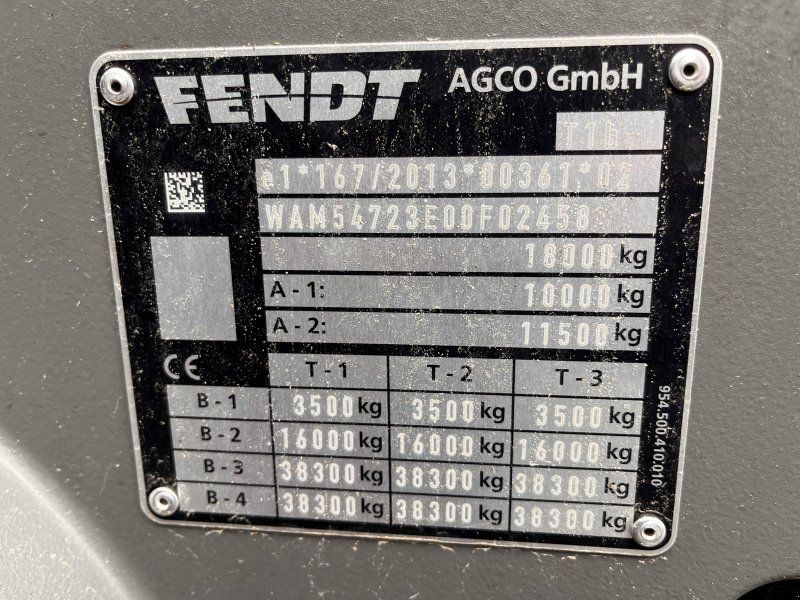 FENDT AGCO GmbH
T1b
e1*167/2013*00361*02
WAM54723E00F02458
18000 kg
A - 1: 10000 kg
A - 2: 11500 kg
CE T - 1 T - 2 T - 3
B - 1 3500 kg 3500 kg 3500 kg
B - 2 16000 kg 16000 kg 16000 kg
B - 3 38300 kg 38300 kg 38300 kg
B - 4 38300 kg 38300 kg 38300 kg
954.500.410.010